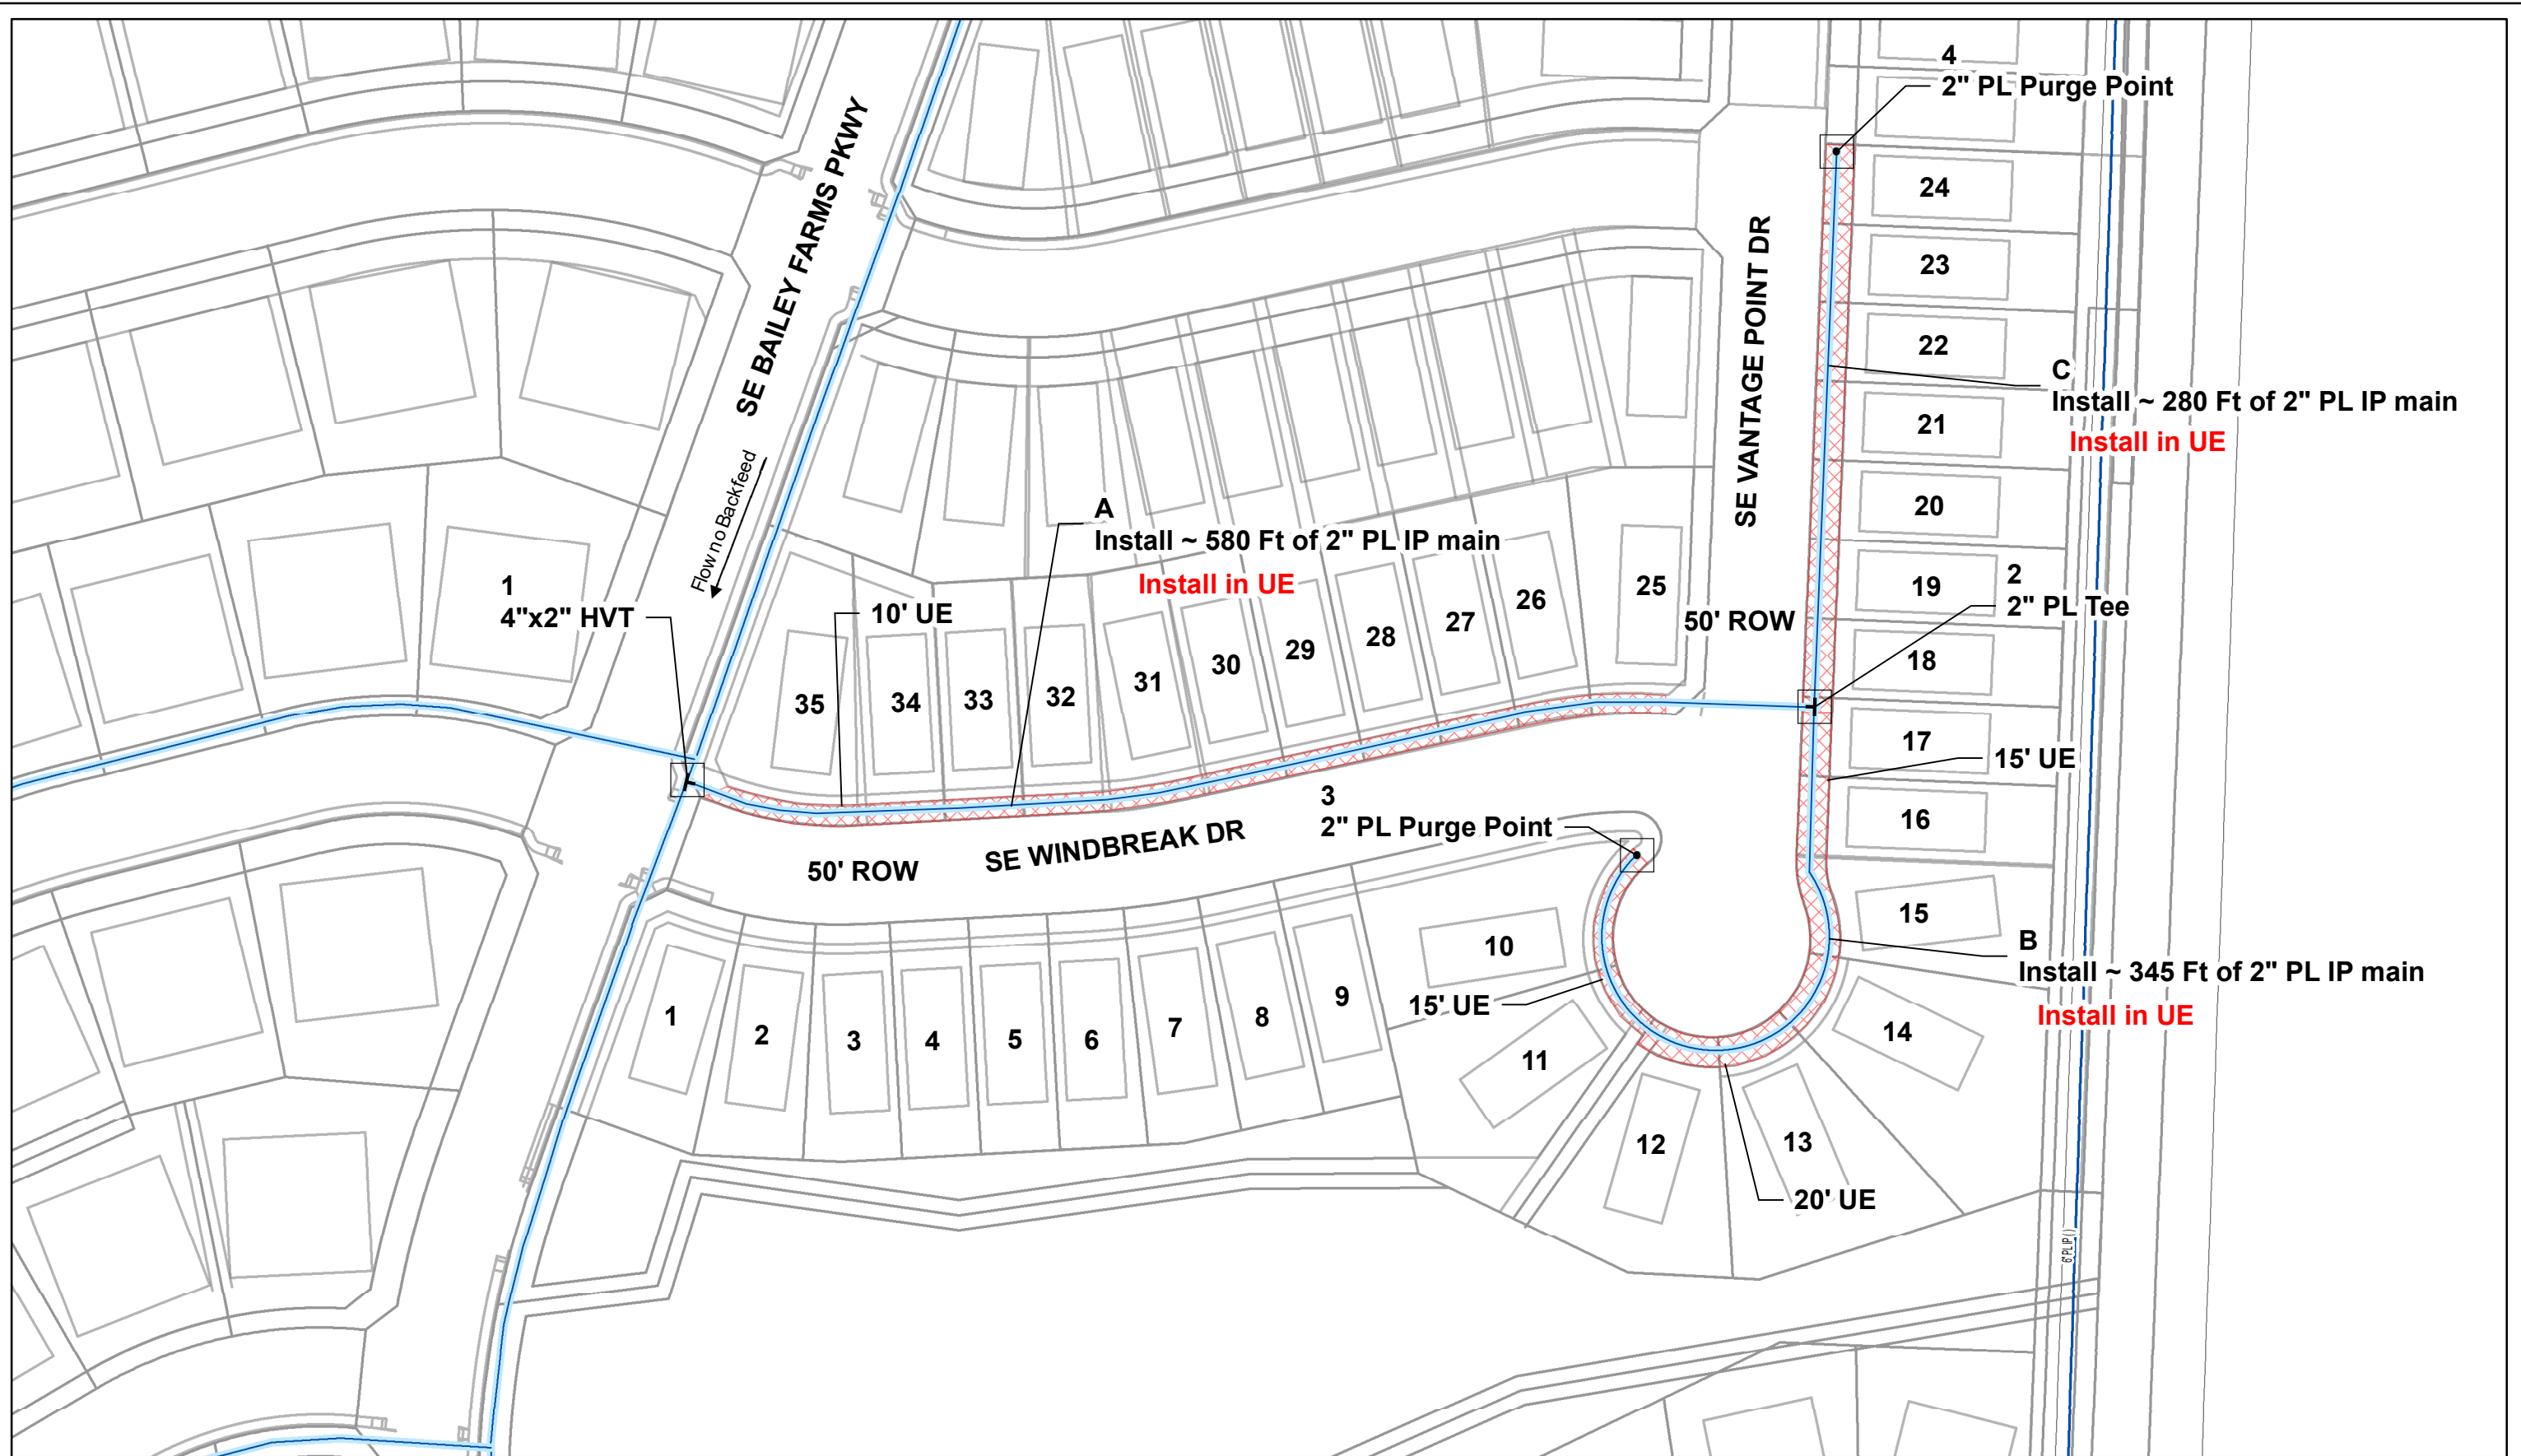 4
2" PL Purge Point
SE BAILEY FARMS PKWY
Flow no Backfeed
SE VANTAGE POINT DR
24
23
22
C
Install ~ 280 Ft of 2" PL IP main
Install in UE
21
20
19
18
17
16
15
14
2
2" PL Tee
15' UE
A
Install ~ 580 Ft of 2" PL IP main
Install in UE
1
4"x2" HVT
10' UE
50' ROW
35
34
33
32
31
30
29
28
27
26
25
3
2" PL Purge Point
SE WINDBREAK DR
50' ROW
B
Install ~ 345 Ft of 2" PL IP main
Install in UE
15' UE
1
2
3
4
5
6
7
8
9
10
11
12
13
20' UE
6" PL IP ( )